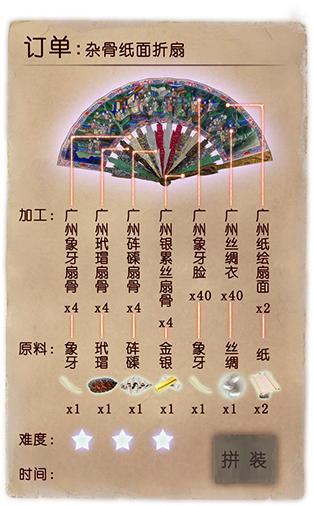 订单:杂骨纸面折扇
加工:
广州象牙扇骨 x4
广州玳瑁扇骨 x4
广州砗磲扇骨 x4
广州银累丝扇骨 x4
广州象牙脸 x40
广州丝绸衣 x40
广州纸绘扇面 x2
原料:
象牙 x1
玳瑁 x1
砗磲 x1
金银 x1
象牙 x1
丝绸 x1
纸 x2
难度:
时间:
拼装